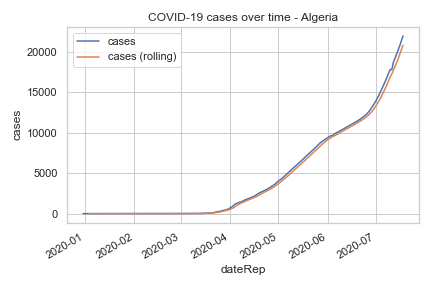 COVID-19 cases over time - Algeria
cases
cases (rolling)
20000
15000
10000
5000
0
cases
2020-01
2020-02
2020-03
2020-04
2020-05
2020-06
2020-07
dateRep